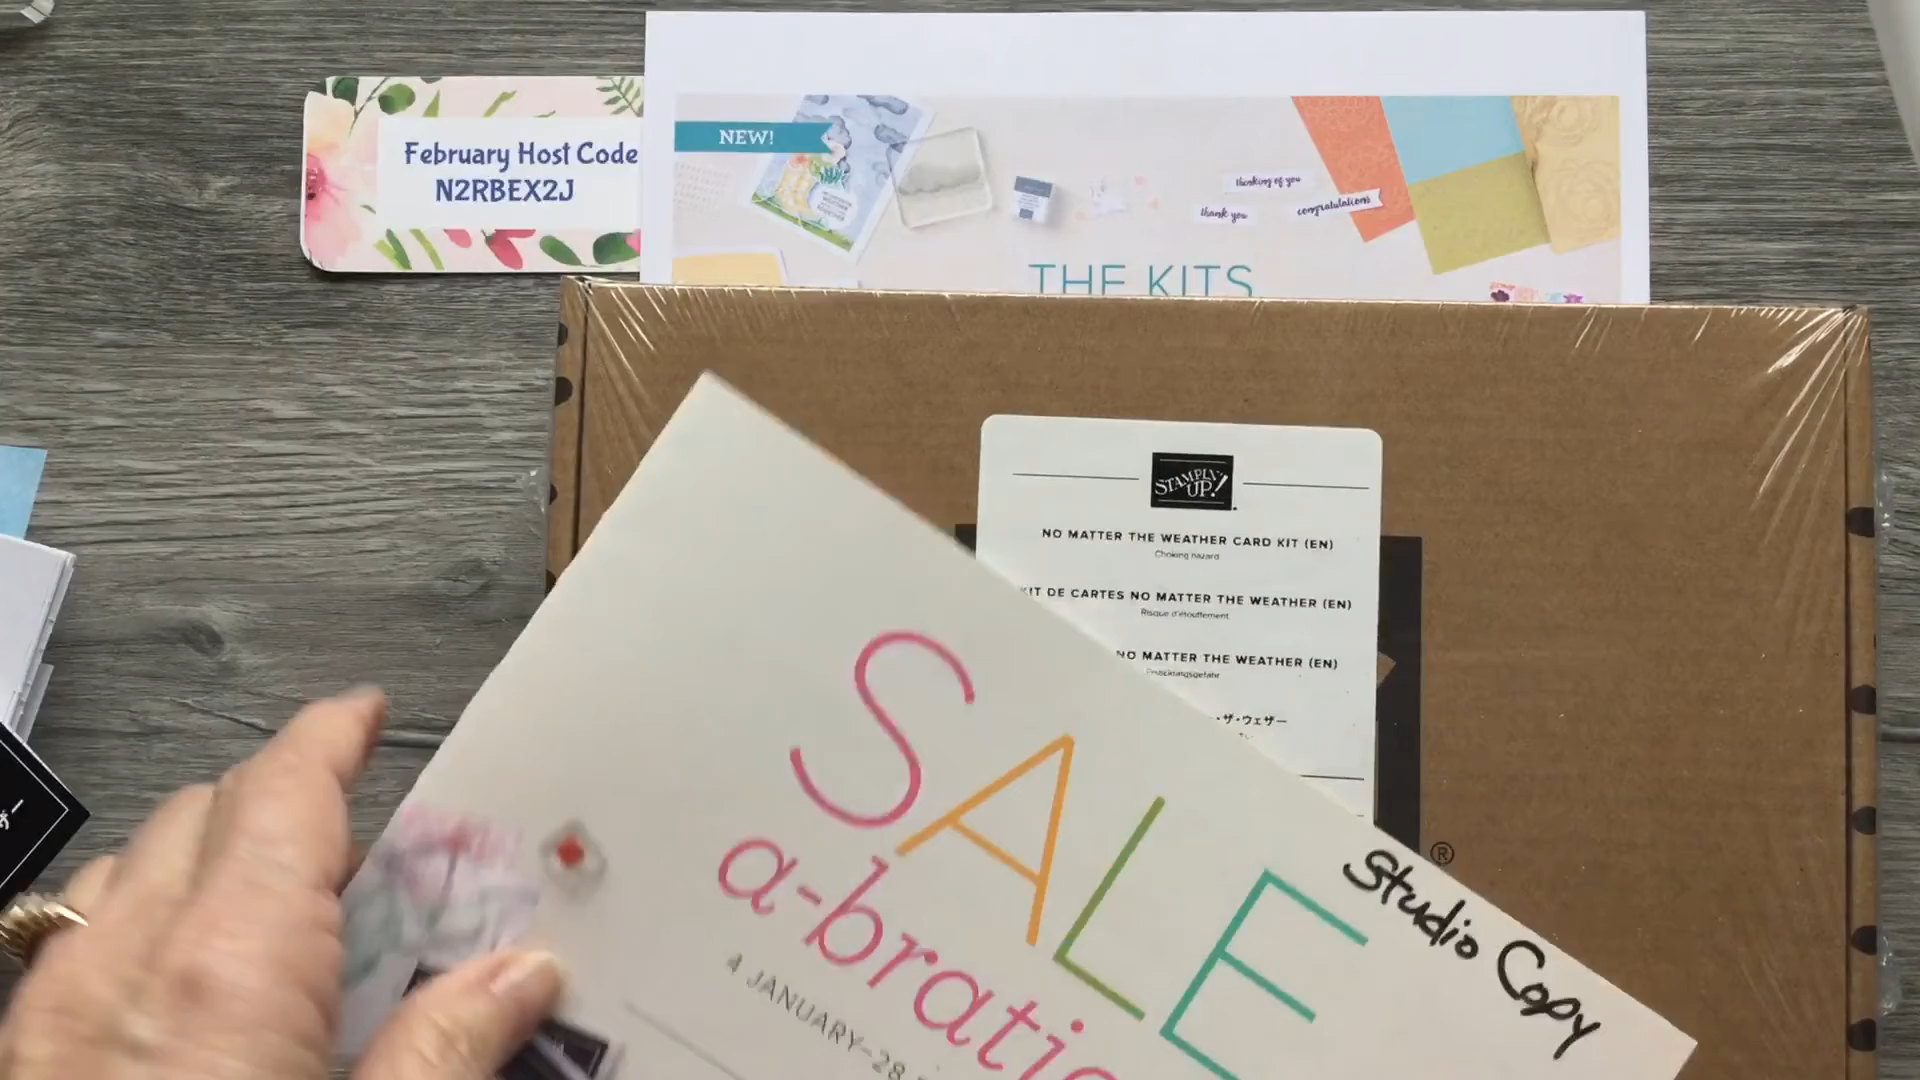 February Host Code
N2RBEX2J
NEW!
thinking of you
thank you
congratulations
THE KITS
STAMPIN' UP!
NO MATTER THE WEATHER CARD KIT (EN)
Choking hazard
KIT DE CARTES NO MATTER THE WEATHER (EN)
Risque d'étouffement
NO MATTER THE WEATHER (EN)
Erstickungsgefahr
・ザ・ウェザー
®
SALE
a-bratio
4 JANUARY–28
Studio Copy